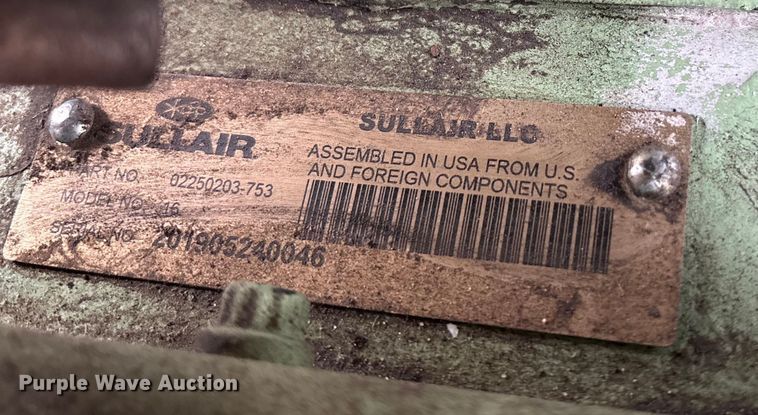 SULLAIR
SULLAIR LLC
ASSEMBLED IN USA FROM U.S.
AND FOREIGN COMPONENTS
PART NO. 02250203-753
MODEL NO. 16
SERIAL NO. 201905240046
Purple Wave Auction